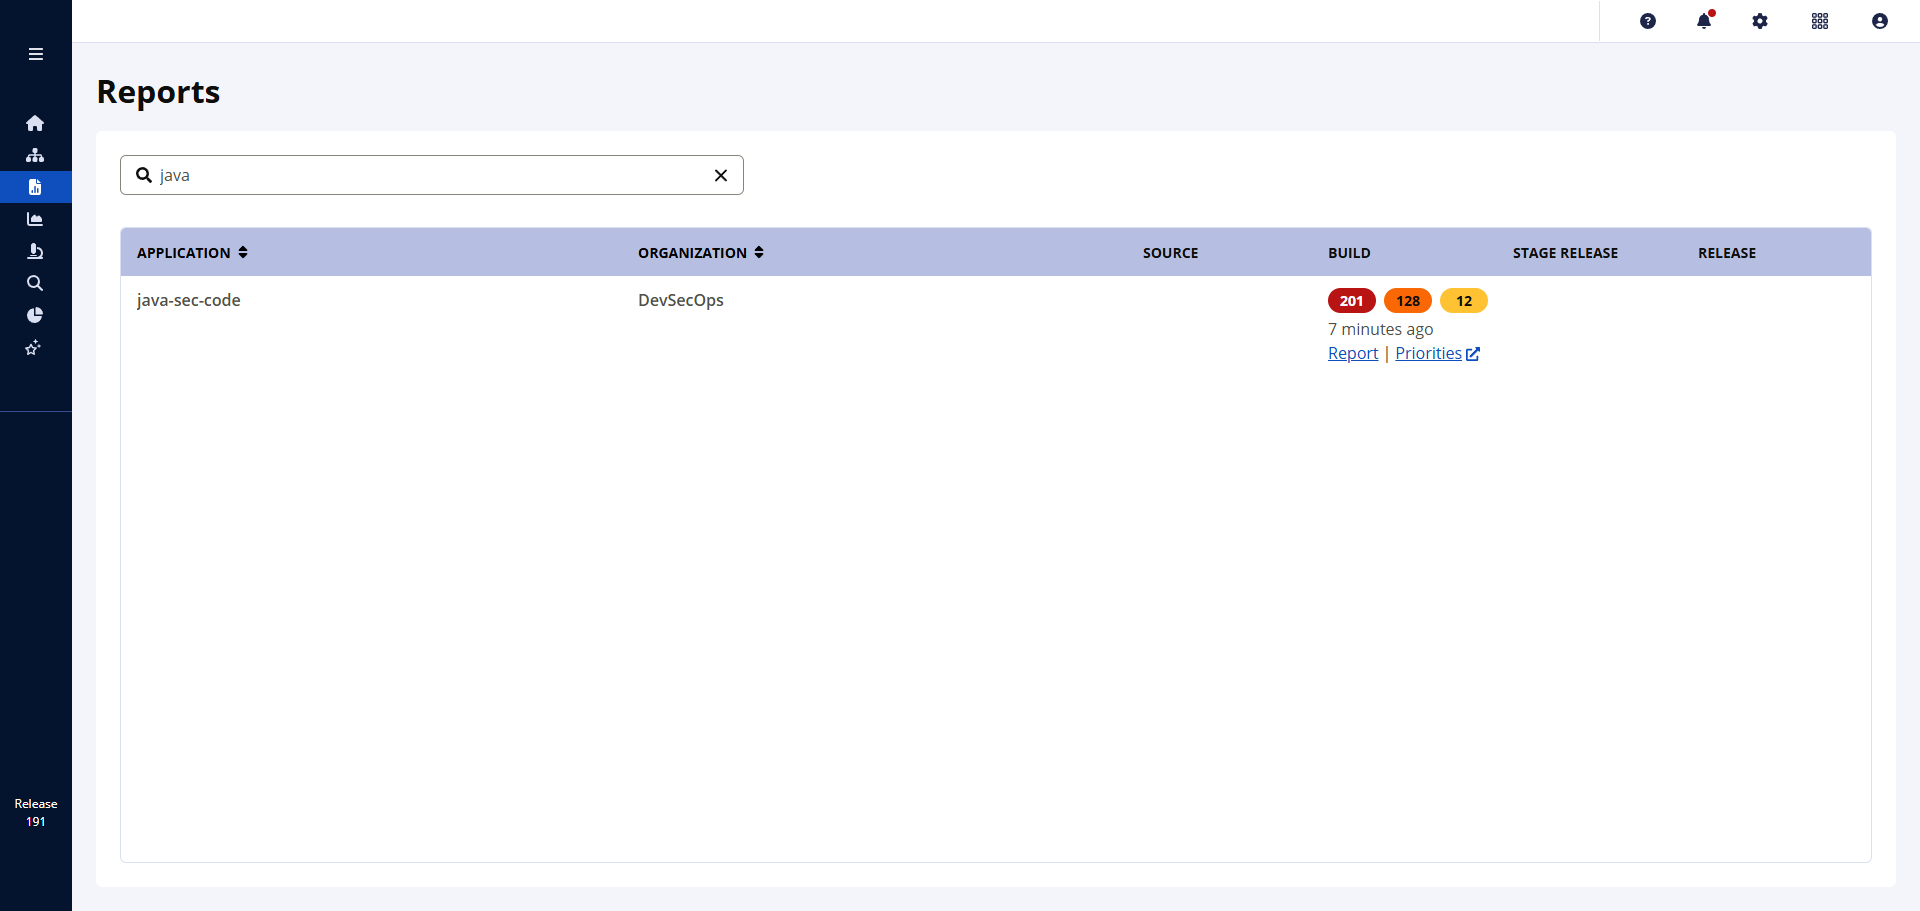 Reports
java
APPLICATION ORGANIZATION SOURCE BUILD STAGE RELEASE RELEASE
java-sec-code DevSecOps 201 128 12
7 minutes ago
Report | Priorities
Release
191